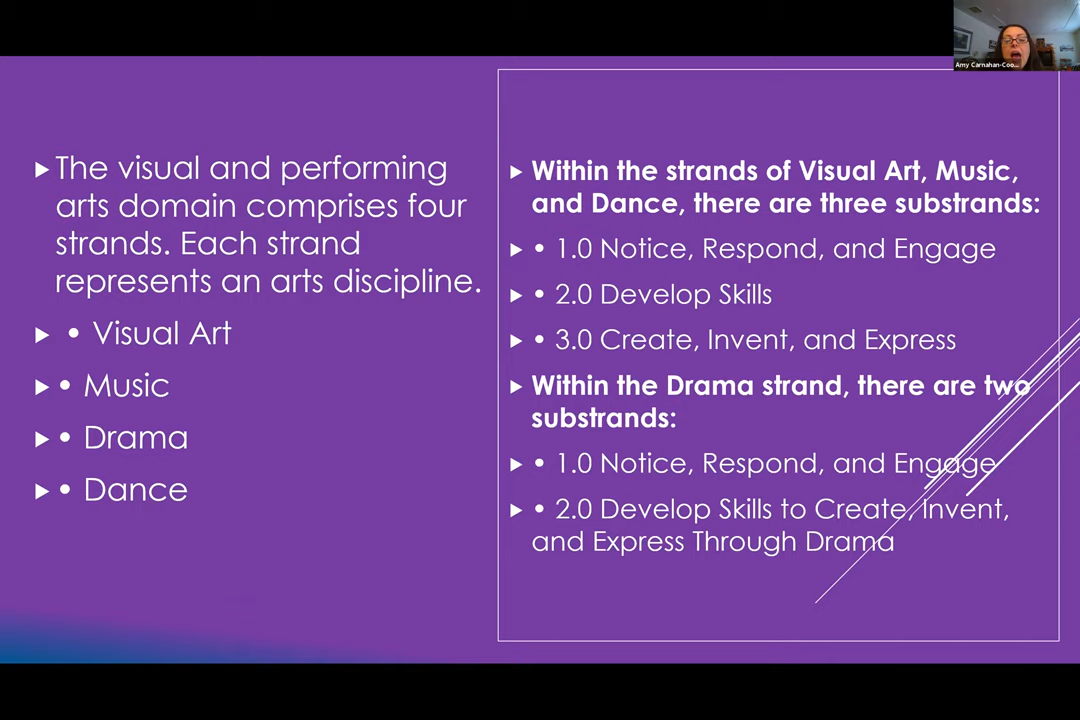 Amy Carnahan-Coo...
▶The visual and performing
arts domain comprises four
strands. Each strand
represents an arts discipline.
▶ • Visual Art
▶• Music
▶• Drama
▶• Dance
▶ Within the strands of Visual Art, Music,
and Dance, there are three substrands:
▶ • 1.0 Notice, Respond, and Engage
▶ • 2.0 Develop Skills
▶ • 3.0 Create, Invent, and Express
▶ Within the Drama strand, there are two
substrands:
▶ • 1.0 Notice, Respond, and Engage
▶ • 2.0 Develop Skills to Create, Invent,
and Express Through Drama